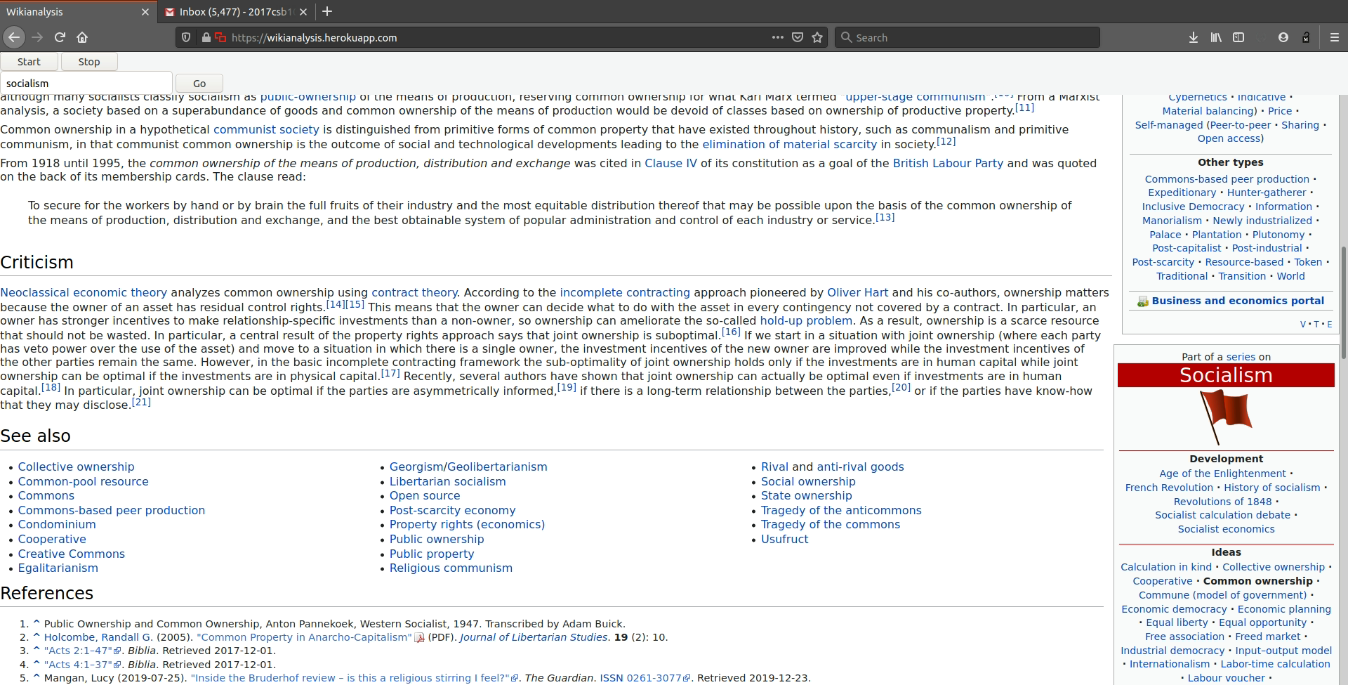 Wikianalysis
Inbox (5,477) - 2017csb1
https://wikianalysis.herokuapp.com
Search
Start Stop
socialism Go
although many socialists classify socialism as public-ownership of the means of production, reserving common ownership for what Karl Marx termed "upper-stage communism". From a Marxist
analysis, a society based on a superabundance of goods and common ownership of the means of production would be devoid of classes based on ownership of productive property.[11]
Common ownership in a hypothetical communist society is distinguished from primitive forms of common property that have existed throughout history, such as communalism and primitive
communism, in that communist common ownership is the outcome of social and technological developments leading to the elimination of material scarcity in society.[12]
From 1918 until 1995, the common ownership of the means of production, distribution and exchange was cited in Clause IV of its constitution as a goal of the British Labour Party and was quoted
on the back of its membership cards. The clause read:
To secure for the workers by hand or by brain the full fruits of their industry and the most equitable distribution thereof that may be possible upon the basis of the common ownership of
the means of production, distribution and exchange, and the best obtainable system of popular administration and control of each industry or service.[13]
Criticism
Neoclassical economic theory analyzes common ownership using contract theory. According to the incomplete contracting approach pioneered by Oliver Hart and his co-authors, ownership matters
because the owner of an asset has residual control rights.[14][15] This means that the owner can decide what to do with the asset in every contingency not covered by a contract. In particular, an
owner has stronger incentives to make relationship-specific investments than a non-owner, so ownership can ameliorate the so-called hold-up problem. As a result, ownership is a scarce resource
that should not be wasted. In particular, a central result of the property rights approach says that joint ownership is suboptimal.[16] If we start in a situation with joint ownership (where each party
has veto power over the use of the asset) and move to a situation in which there is a single owner, the investment incentives of the new owner are improved while the investment incentives of
the other parties remain the same. However, in the basic incomplete contracting framework the sub-optimality of joint ownership holds only if the investments are in human capital while joint
ownership can be optimal if the investments are in physical capital.[17] Recently, several authors have shown that joint ownership can actually be optimal even if investments are in human
capital.[18] In particular, joint ownership can be optimal if the parties are asymmetrically informed,[19] if there is a long-term relationship between the parties,[20] or if the parties have know-how
that they may disclose.[21]
See also
• Collective ownership
• Common-pool resource
• Commons
• Commons-based peer production
• Condominium
• Cooperative
• Creative Commons
• Egalitarianism
• Georgism/Geolibertarianism
• Libertarian socialism
• Open source
• Post-scarcity economy
• Property rights (economics)
• Public ownership
• Public property
• Religious communism
• Rival and anti-rival goods
• Social ownership
• State ownership
• Tragedy of the anticommons
• Tragedy of the commons
• Usufruct
References
1. ^ Public Ownership and Common Ownership, Anton Pannekoek, Western Socialist, 1947. Transcribed by Adam Buick.
2. ^ Holcombe, Randall G. (2005). "Common Property in Anarcho-Capitalism" (PDF). Journal of Libertarian Studies. 19 (2): 10.
3. ^ "Acts 2:1–47". Biblia. Retrieved 2017-12-01.
4. ^ "Acts 4:1–37". Biblia. Retrieved 2017-12-01.
5. ^ Mangan, Lucy (2019-07-25). "Inside the Bruderhof review – is this a religious stirring I feel?". The Guardian. ISSN 0261-3077. Retrieved 2019-12-23.
Cybernetics · Indicative ·
Material balancing) · Price ·
Self-managed (Peer-to-peer · Sharing ·
Open access)
Other types
Commons-based peer production ·
Expeditionary · Hunter-gatherer ·
Inclusive Democracy · Information ·
Manorialism · Newly industrialized ·
Palace · Plantation · Plutonomy ·
Post-capitalist · Post-industrial ·
Post-scarcity · Resource-based · Token ·
Traditional · Transition · World
Business and economics portal
V · T · E
Part of a series on
Socialism
Development
Age of the Enlightenment ·
French Revolution · History of socialism ·
Revolutions of 1848 ·
Socialist calculation debate ·
Socialist economics
Ideas
Calculation in kind · Collective ownership ·
Cooperative · Common ownership ·
Commune (model of government) ·
Economic democracy · Economic planning
· Equal liberty · Equal opportunity ·
Free association · Freed market ·
Industrial democracy · Input–output model
· Internationalism · Labor-time calculation
· Labour voucher ·